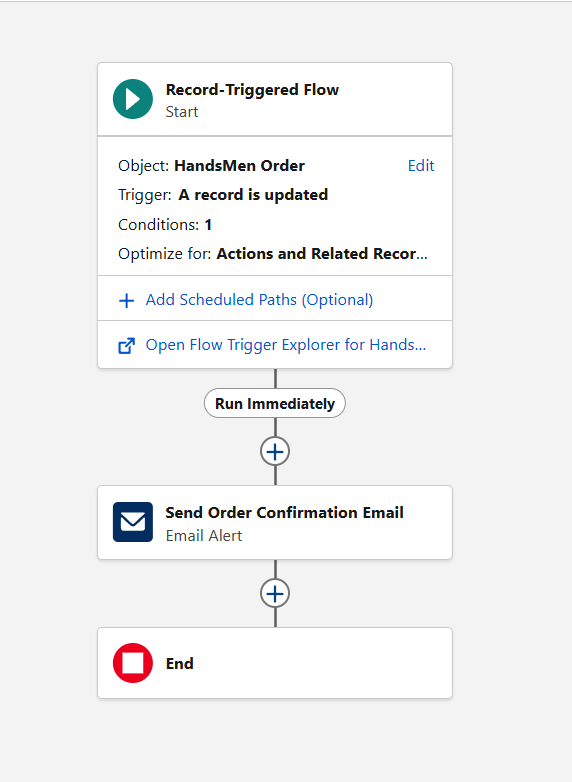 Record-Triggered Flow
Start
Object: HandsMen Order
Edit
Trigger: A record is updated
Conditions: 1
Optimize for: Actions and Related Recor...
Add Scheduled Paths (Optional)
Open Flow Trigger Explorer for Hands...
Run Immediately
Send Order Confirmation Email
Email Alert
End